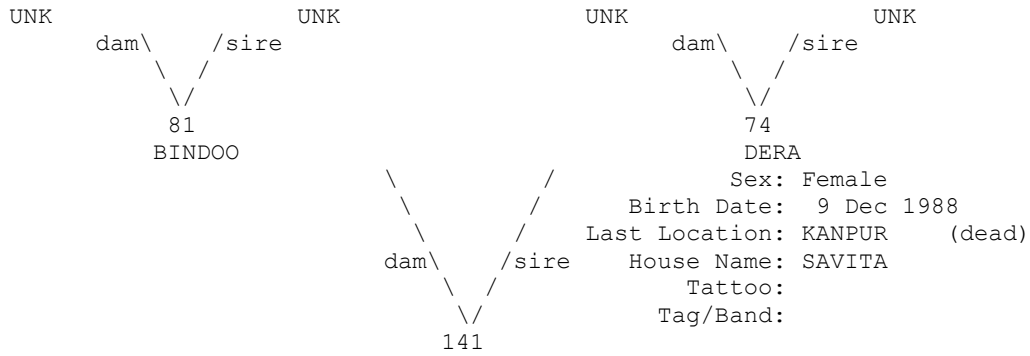 UNK UNK UNK UNK
dam\ /sire dam\ /sire
\ / \ /
\/ \/
81 74
BINDOO DERA
\ / Sex: Female
\ / Birth Date: 9 Dec 1988
\ / Last Location: KANPUR (dead)
dam\ /sire House Name: SAVITA
\ / Tattoo:
\/ Tag/Band:
141